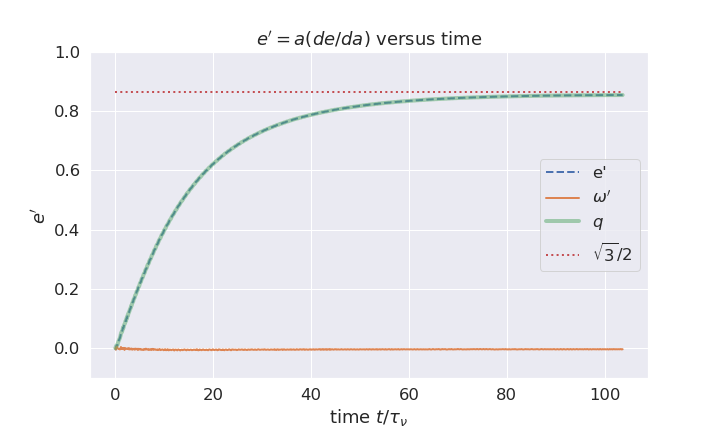 e′ = a(de/da) versus time
1.0
0.8
0.6
0.4
0.2
0.0
e′
e'
ω′
q
√3/2
0 20 40 60 80 100
time t/τ_ν